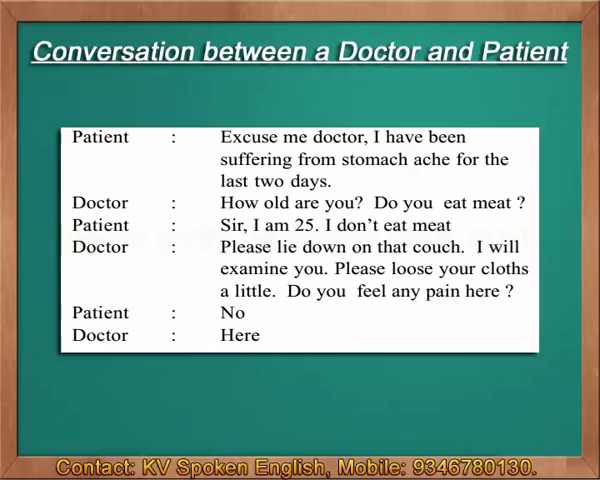 Conversation between a Doctor and Patient
Patient : Excuse me doctor, I have been
suffering from stomach ache for the
last two days.
Doctor : How old are you? Do you eat meat ?
Patient : Sir, I am 25. I don't eat meat
Doctor : Please lie down on that couch. I will
examine you. Please loose your cloths
a little. Do you feel any pain here ?
Patient : No
Doctor : Here
Contact: KV Spoken English, Mobile: 9346780130.